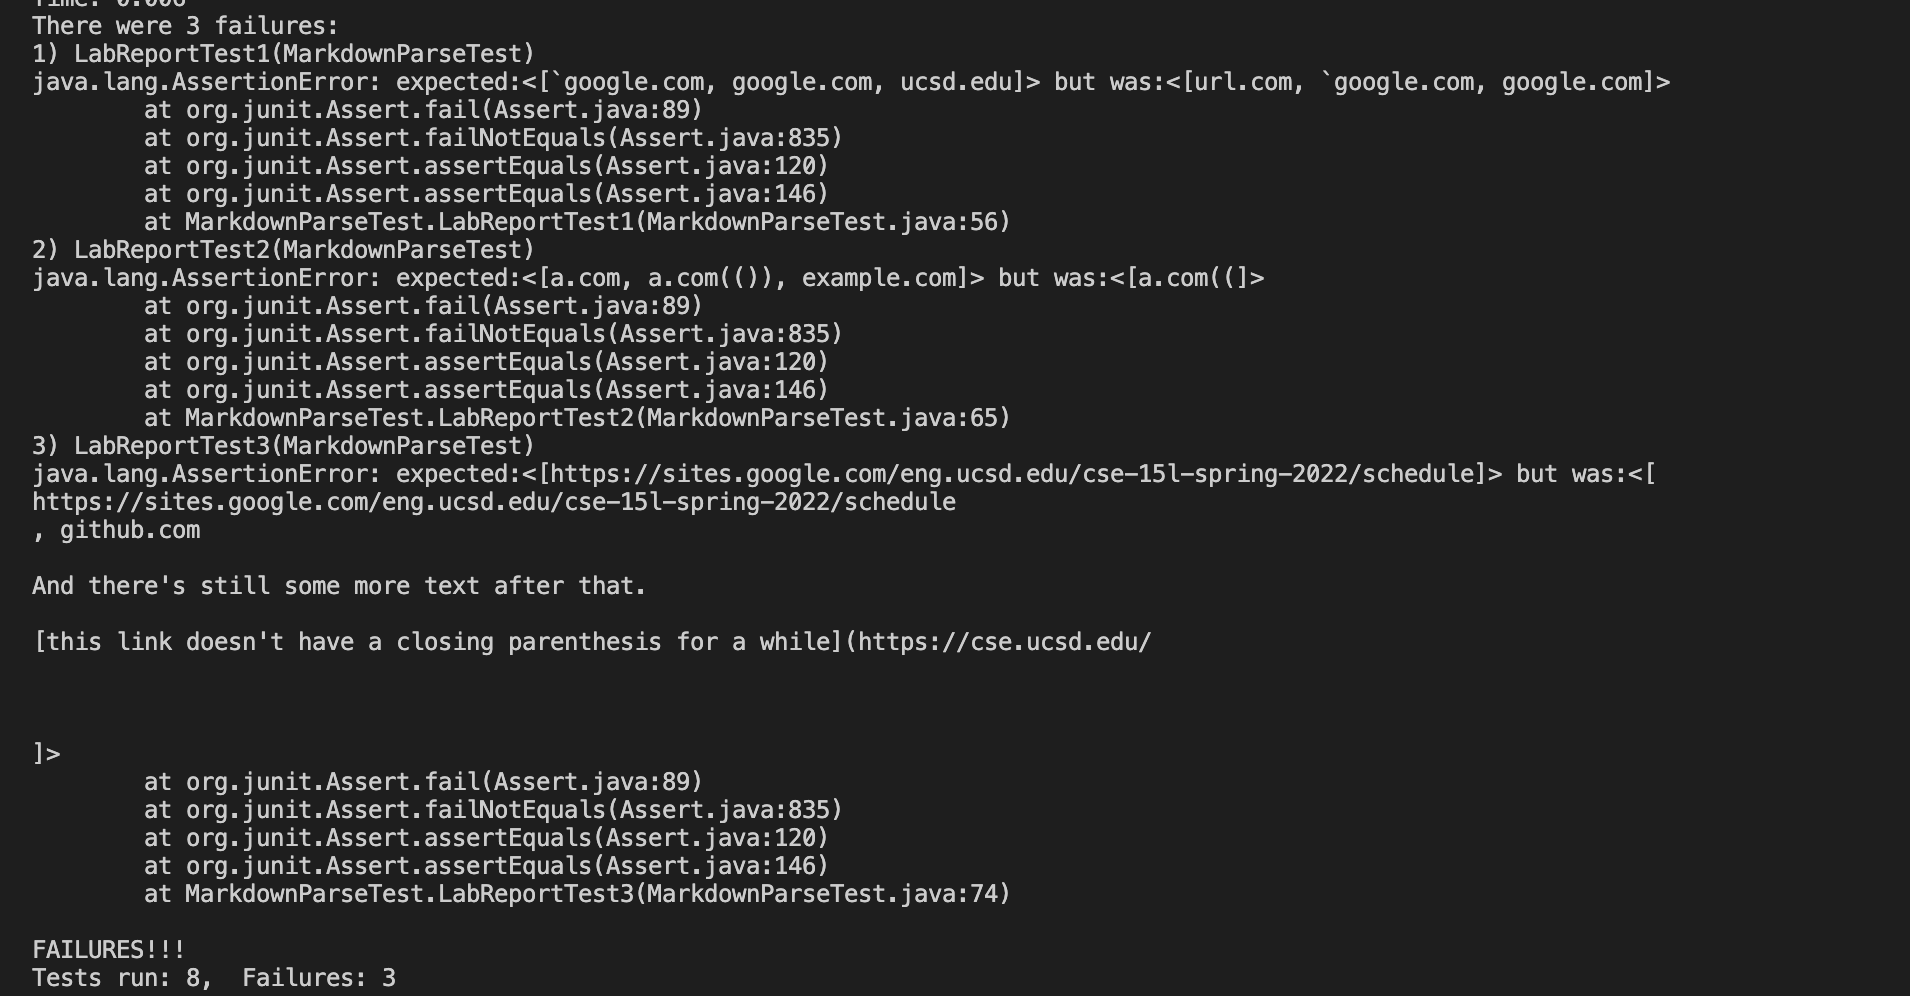 Time: 0.008
There were 3 failures:
1) LabReportTest1(MarkdownParseTest)
java.lang.AssertionError: expected:<[`google.com, google.com, ucsd.edu]> but was:<[url.com, `google.com, google.com]>
        at org.junit.Assert.fail(Assert.java:89)
        at org.junit.Assert.failNotEquals(Assert.java:835)
        at org.junit.Assert.assertEquals(Assert.java:120)
        at org.junit.Assert.assertEquals(Assert.java:146)
        at MarkdownParseTest.LabReportTest1(MarkdownParseTest.java:56)
2) LabReportTest2(MarkdownParseTest)
java.lang.AssertionError: expected:<[a.com, a.com(()), example.com]> but was:<[a.com((]>
        at org.junit.Assert.fail(Assert.java:89)
        at org.junit.Assert.failNotEquals(Assert.java:835)
        at org.junit.Assert.assertEquals(Assert.java:120)
        at org.junit.Assert.assertEquals(Assert.java:146)
        at MarkdownParseTest.LabReportTest2(MarkdownParseTest.java:65)
3) LabReportTest3(MarkdownParseTest)
java.lang.AssertionError: expected:<[https://sites.google.com/eng.ucsd.edu/cse-15l-spring-2022/schedule]> but was:<[
https://sites.google.com/eng.ucsd.edu/cse-15l-spring-2022/schedule
, github.com

And there's still some more text after that.

[this link doesn't have a closing parenthesis for a while](https://cse.ucsd.edu/



]>
        at org.junit.Assert.fail(Assert.java:89)
        at org.junit.Assert.failNotEquals(Assert.java:835)
        at org.junit.Assert.assertEquals(Assert.java:120)
        at org.junit.Assert.assertEquals(Assert.java:146)
        at MarkdownParseTest.LabReportTest3(MarkdownParseTest.java:74)

FAILURES!!!
Tests run: 8,  Failures: 3